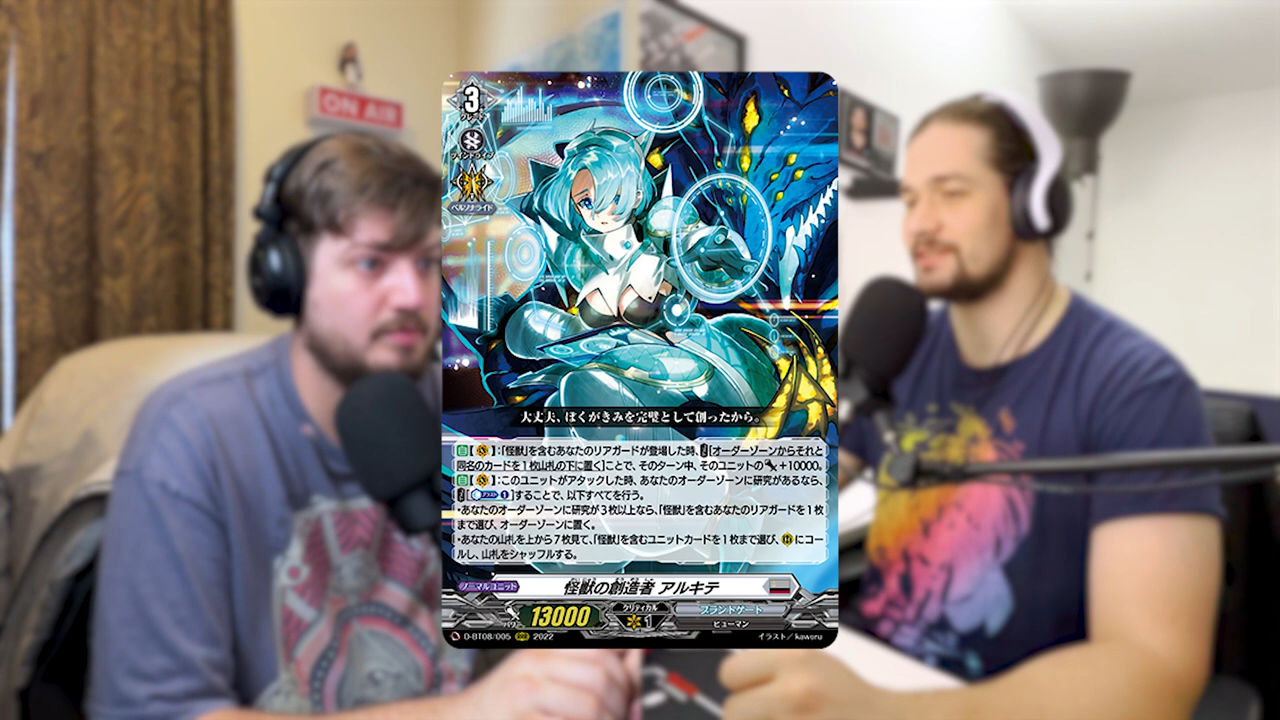 ON AIR
3
グレード
ツインドライブ
ペルソナライド
大丈夫、ぼくがきみを完璧として創ったから。
【】:「怪獣」を含むあなたのリアガードが登場した時、[オーダーゾーンからそれと
同名のカードを1枚山札の下に置く]ことで、そのターン中、そのユニットの+10000。
【】:このユニットがアタックした時、あなたのオーダーゾーンに研究があるなら、
[ブラスト1]することで、以下すべてを行う。
・あなたのオーダーゾーンに研究が3枚以上なら、「怪獣」を含むあなたのリアガードを1枚
まで選び、オーダーゾーンに置く。
・あなたの山札を上から7枚見て、「怪獣」を含むユニットカードを1枚まで選び、Rにコー
ルし、山札をシャッフルする。
ノーマルユニット
怪獣の創造者 アルキテ
パワー 13000
クリティカル
1
ブラントゲート
ヒューマン
D-BT08/005 RRR 2022
イラスト/kaworu